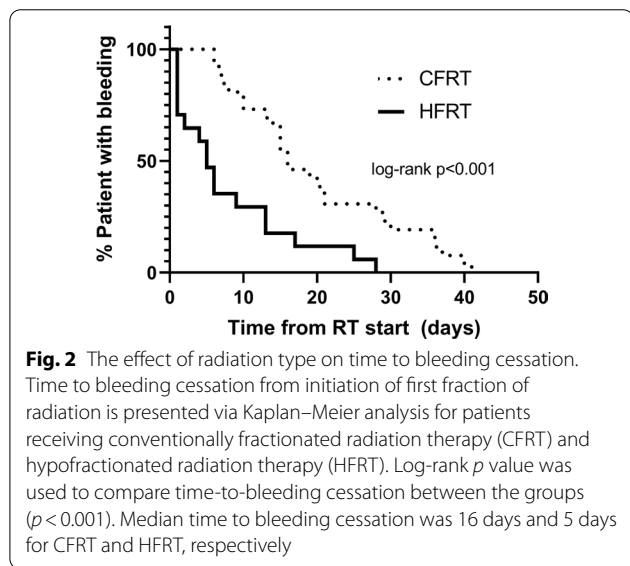 100
50
0
% Patient with bleeding
CFRT
HFRT
log-rank p<0.001
0 10 20 30 40 50
Time from RT start (days)
Fig. 2 The effect of radiation type on time to bleeding cessation.
Time to bleeding cessation from initiation of first fraction of
radiation is presented via Kaplan–Meier analysis for patients
receiving conventionally fractionated radiation therapy (CFRT) and
hypofractionated radiation therapy (HFRT). Log-rank p value was
used to compare time-to-bleeding cessation between the groups
(p < 0.001). Median time to bleeding cessation was 16 days and 5 days
for CFRT and HFRT, respectively